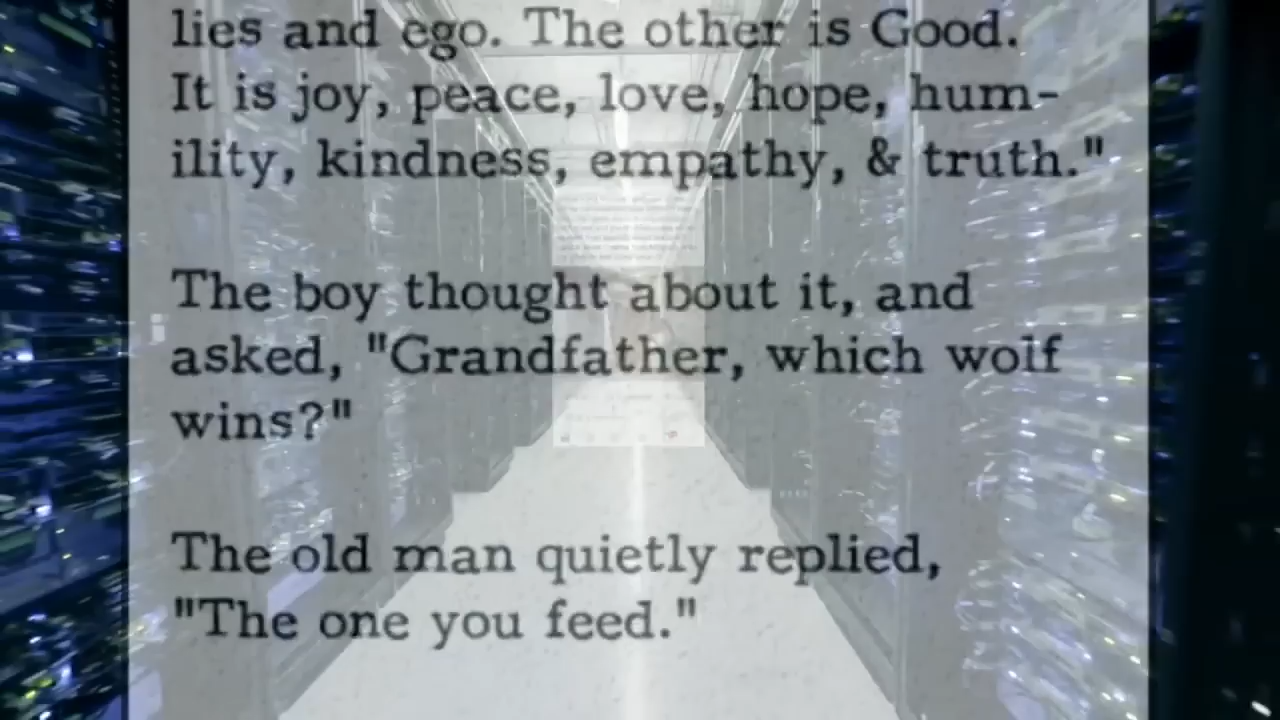 lies and ego. The other is Good.
It is joy, peace, love, hope, hum-
ility, kindness, empathy, & truth."
The boy thought about it, and
asked, "Grandfather, which wolf
wins?"
The old man quietly replied,
"The one you feed."